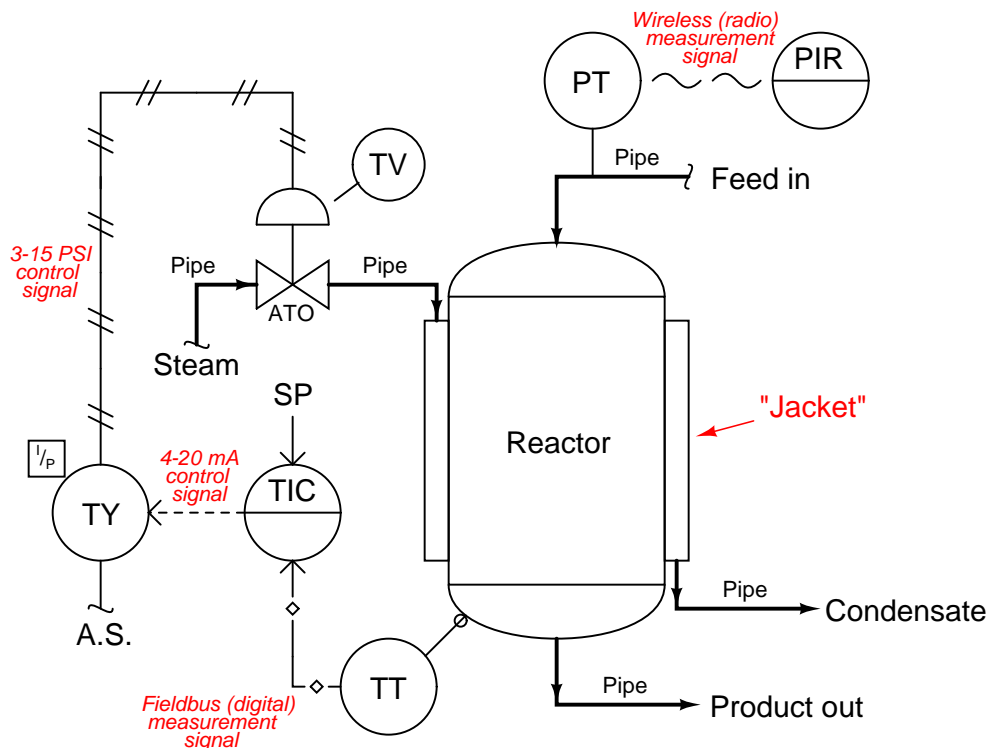 Wireless (radio)
measurement
signal
PT
PIR
Pipe
Feed in
TV
3-15 PSI
control
signal
Pipe
Pipe
ATO
Steam
SP
"Jacket"
Reactor
I/P
4-20 mA
control
signal
TIC
TY
A.S.
Pipe
Condensate
TT
Fieldbus (digital)
measurement
signal
Pipe
Product out